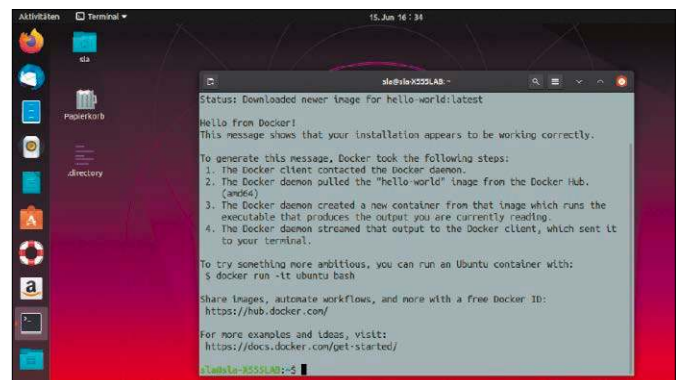 Aktivitäten
Terminal
15. Jun 16 : 34
sla
Papierkorb
.directory
sla@sla-X555LAB: ~
Status: Downloaded newer image for hello-world:latest
Hello from Docker!
This message shows that your installation appears to be working correctly.
To generate this message, Docker took the following steps:
1. The Docker client contacted the Docker daemon.
2. The Docker daemon pulled the "hello-world" image from the Docker Hub.
(amd64)
3. The Docker daemon created a new container from that image which runs the
executable that produces the output you are currently reading.
4. The Docker daemon streamed that output to the Docker client, which sent it
to your terminal.
To try something more ambitious, you can run an Ubuntu container with:
$ docker run -it ubuntu bash
Share images, automate workflows, and more with a free Docker ID:
https://hub.docker.com/
For more examples and ideas, visit:
https://docs.docker.com/get-started/
sla@sla-X555LAB:~$